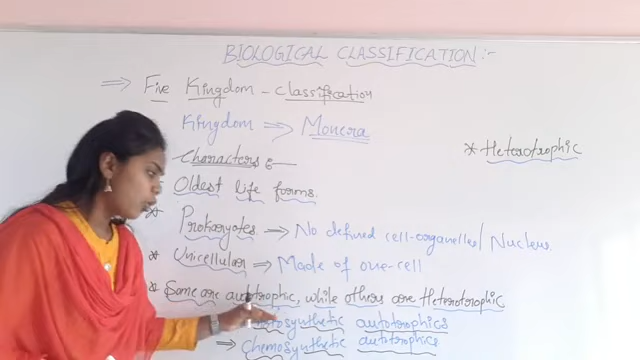 BIOLOGICAL CLASSIFICATION :-
⇒ Five Kingdom - classification
Kingdom ⇒ Monera
* Heterotrophic
Characters :-
Oldest life forms.
* Prokaryotes → No defined cell-organelles/ Nucleus
* Unicellular ⇒ Made of one-cell
* Some are autotrophic, while others are Heterotrophic
Photosynthetic autotrophics
→ Chemosynthetic autotrophics